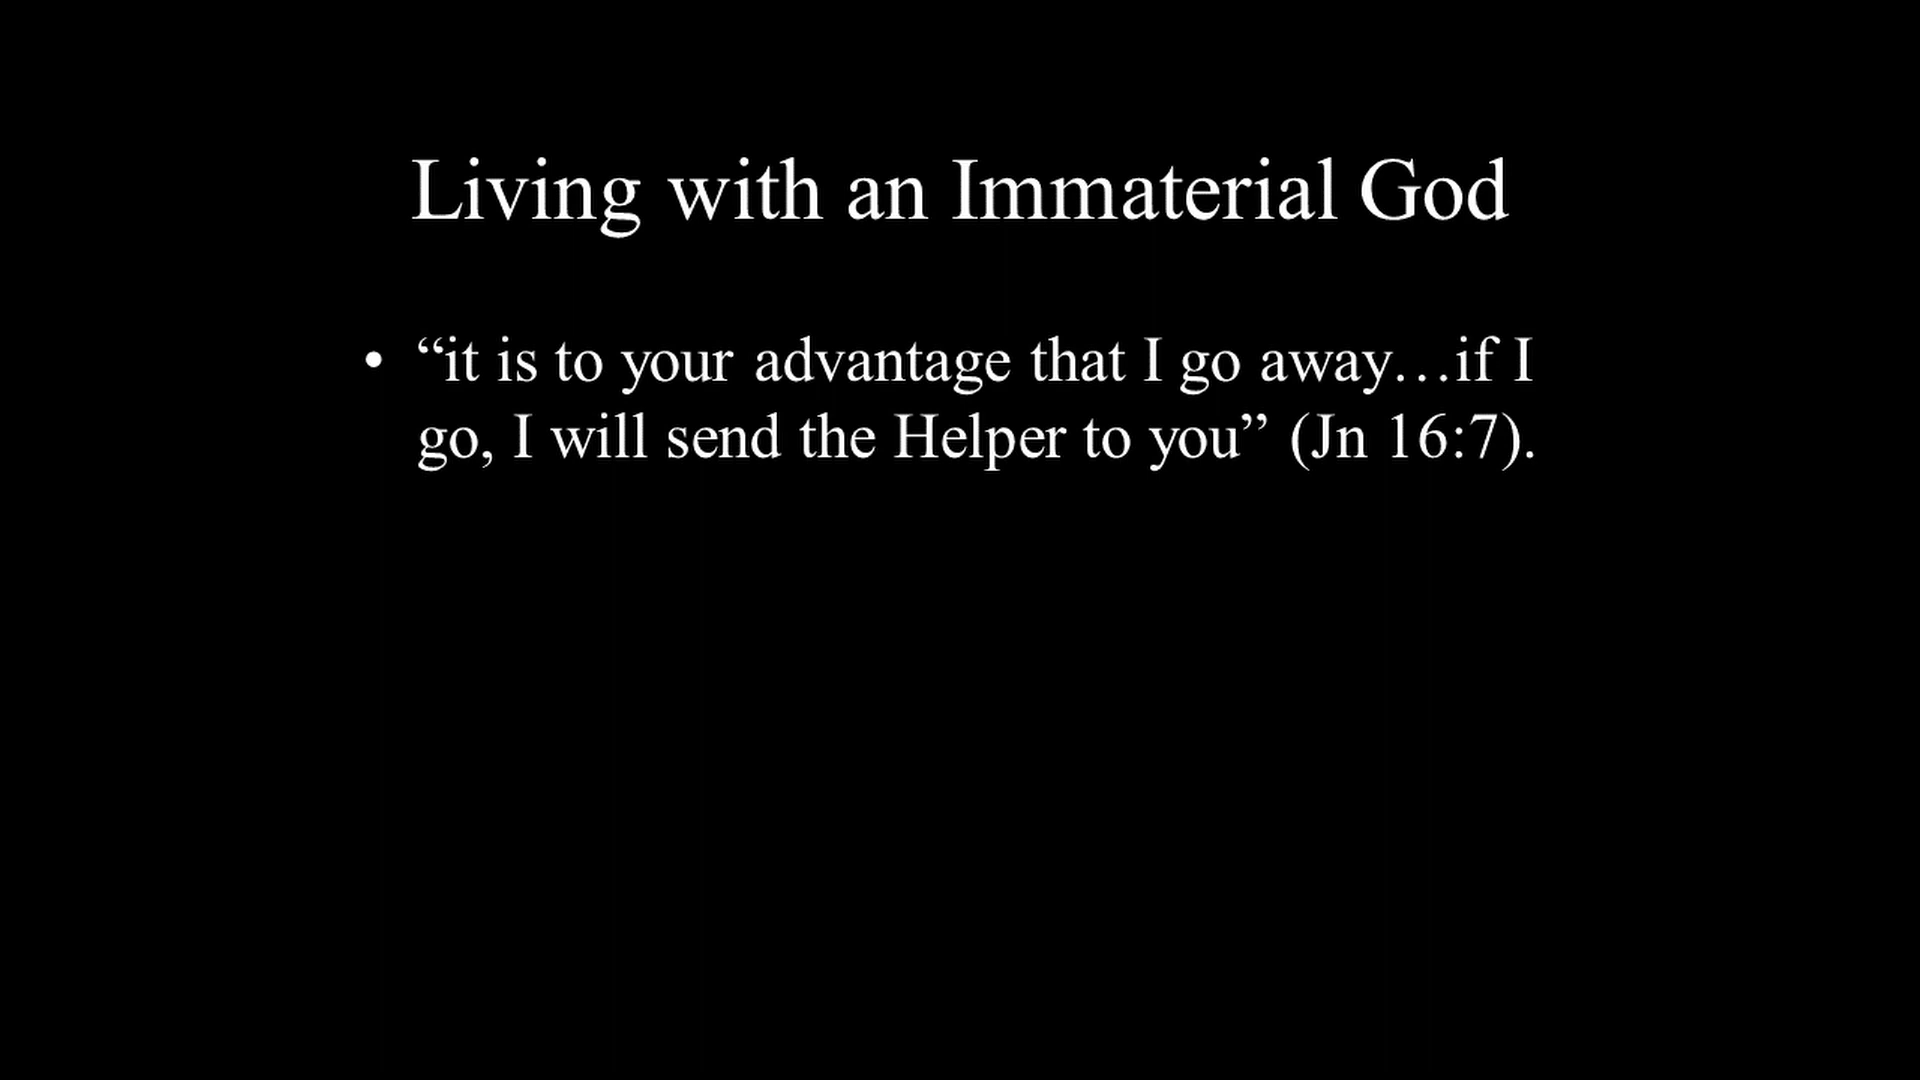 Living with an Immaterial God
• “it is to your advantage that I go away…if I
go, I will send the Helper to you” (Jn 16:7).